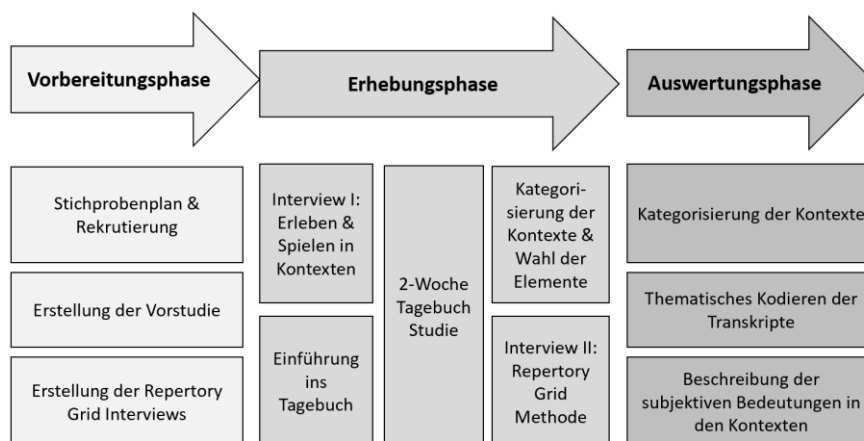 Vorbereitungsphase
Erhebungsphase
Auswertungsphase
Stichprobenplan &
Rekrutierung
Erstellung der Vorstudie
Erstellung der Repertory
Grid Interviews
Interview I:
Erleben &
Spielen in
Kontexten
Einführung
ins
Tagebuch
2-Woche
Tagebuch
Studie
Kategori-
sierung der
Kontexte &
Wahl der
Elemente
Interview II:
Repertory
Grid
Methode
Kategorisierung der Kontexte
Thematisches Kodieren der
Transkripte
Beschreibung der
subjektiven Bedeutungen in
den Kontexten